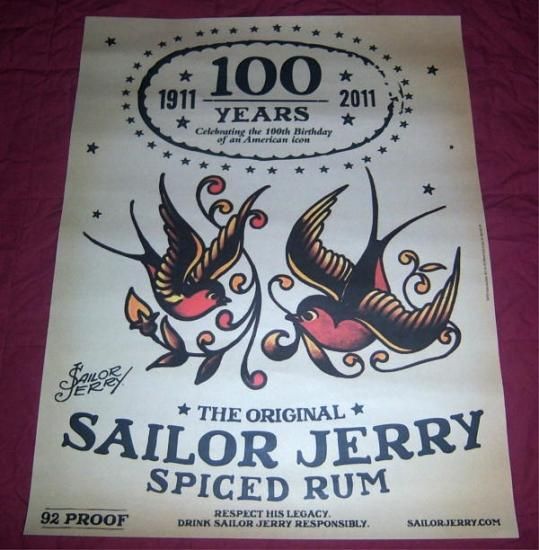 100
1911 2011
YEARS
Celebrating the 100th Birthday
of an American icon
SAILOR
JERRY
THE ORIGINAL
SAILOR JERRY
SPICED RUM
92 PROOF
RESPECT HIS LEGACY.
DRINK SAILOR JERRY RESPONSIBLY.
SAILORJERRY.COM